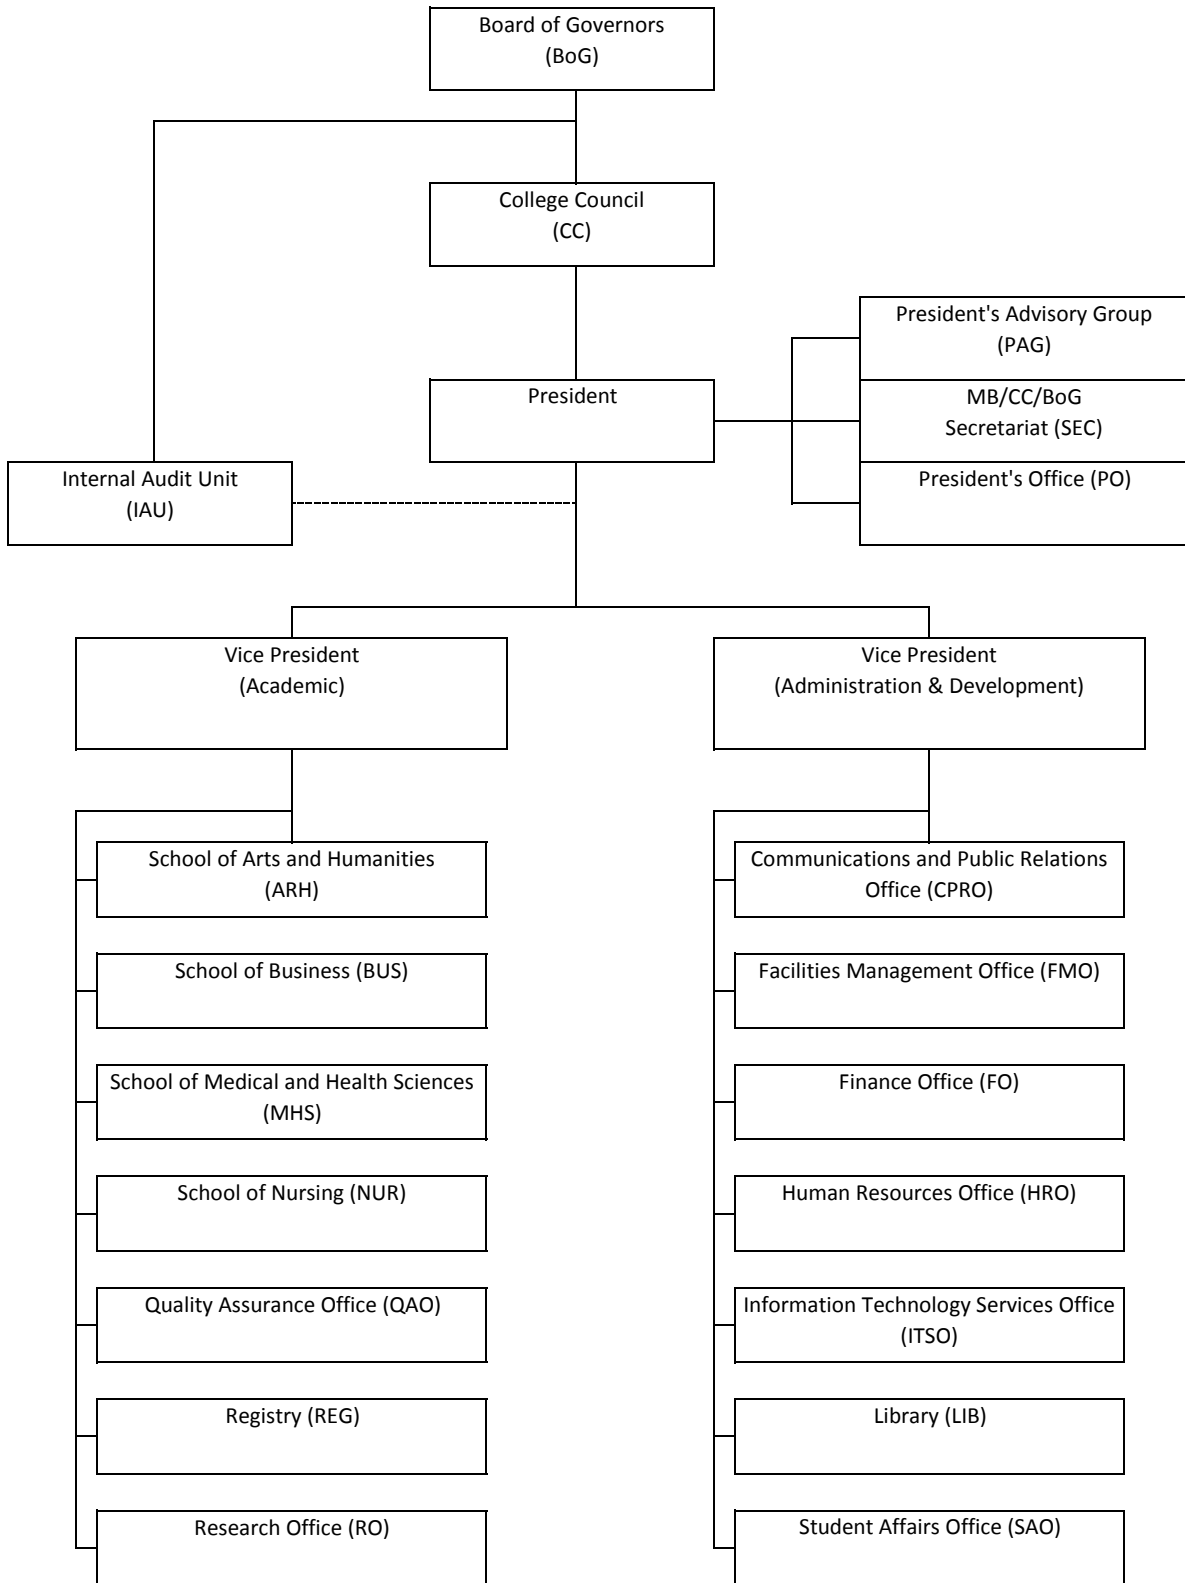 Board of Governors
(BoG)
College Council
(CC)
President's Advisory Group
(PAG)
President
MB/CC/BoG
Secretariat (SEC)
Internal Audit Unit
(IAU)
President's Office (PO)
Vice President
(Academic)
Vice President
(Administration & Development)
School of Arts and Humanities
(ARH)
School of Business (BUS)
School of Medical and Health Sciences
(MHS)
School of Nursing (NUR)
Quality Assurance Office (QAO)
Registry (REG)
Research Office (RO)
Communications and Public Relations
Office (CPRO)
Facilities Management Office (FMO)
Finance Office (FO)
Human Resources Office (HRO)
Information Technology Services Office
(ITSO)
Library (LIB)
Student Affairs Office (SAO)